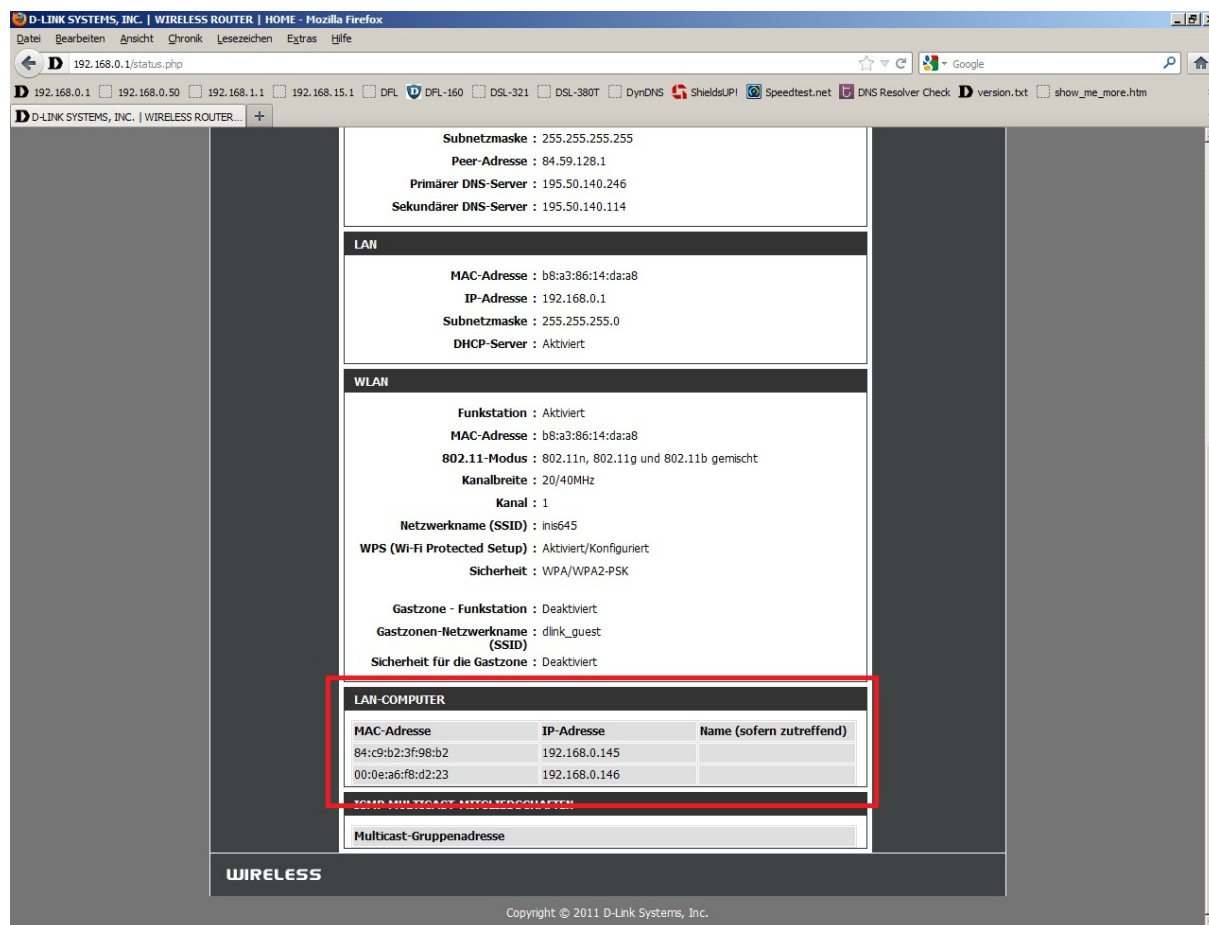 D-LINK SYSTEMS, INC. | WIRELESS ROUTER | HOME - Mozilla Firefox
Datei Bearbeiten Ansicht Chronik Lesezeichen Extras Hilfe
192.168.0.1/status.php Google
192.168.0.1 192.168.0.50 192.168.1.1 192.168.15.1 DFL DFL-160 DSL-321 DSL-380T DynDNS ShieldsUP! Speedtest.net DNS Resolver Check version.txt show_me_more.htm
D-LINK SYSTEMS, INC. | WIRELESS ROUTER... +
Subnetzmaske : 255.255.255.255
Peer-Adresse : 84.59.128.1
Primärer DNS-Server : 195.50.140.246
Sekundärer DNS-Server : 195.50.140.114
LAN
MAC-Adresse : b8:a3:86:14:da:a8
IP-Adresse : 192.168.0.1
Subnetzmaske : 255.255.255.0
DHCP-Server : Aktiviert
WLAN
Funkstation : Aktiviert
MAC-Adresse : b8:a3:86:14:da:a8
802.11-Modus : 802.11n, 802.11g und 802.11b gemischt
Kanalbreite : 20/40MHz
Kanal : 1
Netzwerkname (SSID) : inis645
WPS (Wi-Fi Protected Setup) : Aktiviert/Konfiguriert
Sicherheit : WPA/WPA2-PSK
Gastzone - Funkstation : Deaktiviert
Gastzonen-Netzwerkname : dlink_guest
(SSID)
Sicherheit für die Gastzone : Deaktiviert
LAN-COMPUTER
MAC-Adresse IP-Adresse Name (sofern zutreffend)
84:c9:b2:3f:98:b2 192.168.0.145
00:0e:a6:f8:d2:23 192.168.0.146
IGMP-MULTICAST-MITGLIEDSCHAFTEN
Multicast-Gruppenadresse
WIRELESS
Copyright © 2011 D-Link Systems, Inc.